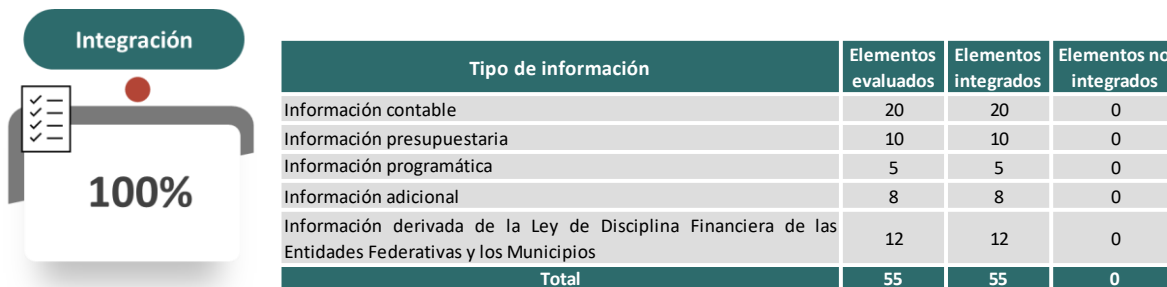 Integración
100%
Tipo de información
Elementos evaluados
Elementos integrados
Elementos no integrados
Información contable 20 20 0
Información presupuestaria 10 10 0
Información programática 5 5 0
Información adicional 8 8 0
Información derivada de la Ley de Disciplina Financiera de las
Entidades Federativas y los Municipios 12 12 0
Total 55 55 0